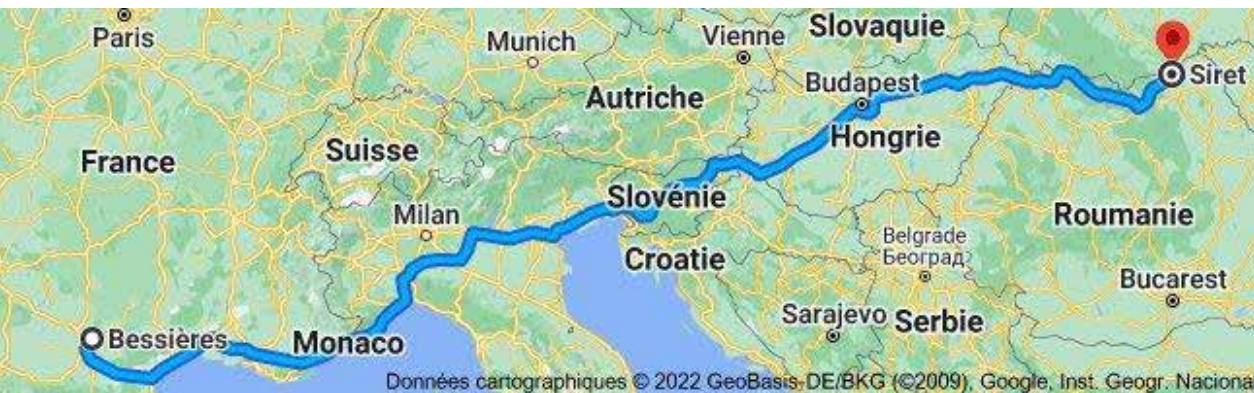 Paris
Munich
Vienne
Slovaquie
Siret
Budapest
Autriche
Hongrie
France
Suisse
Slovénie
Milan
Roumanie
Croatie
Belgrade
Београд
Bucarest
Sarajevo
Serbie
Bessières
Monaco
Données cartographiques © 2022 GeoBasis-DE/BKG (©2009), Google, Inst. Geogr. Naciona